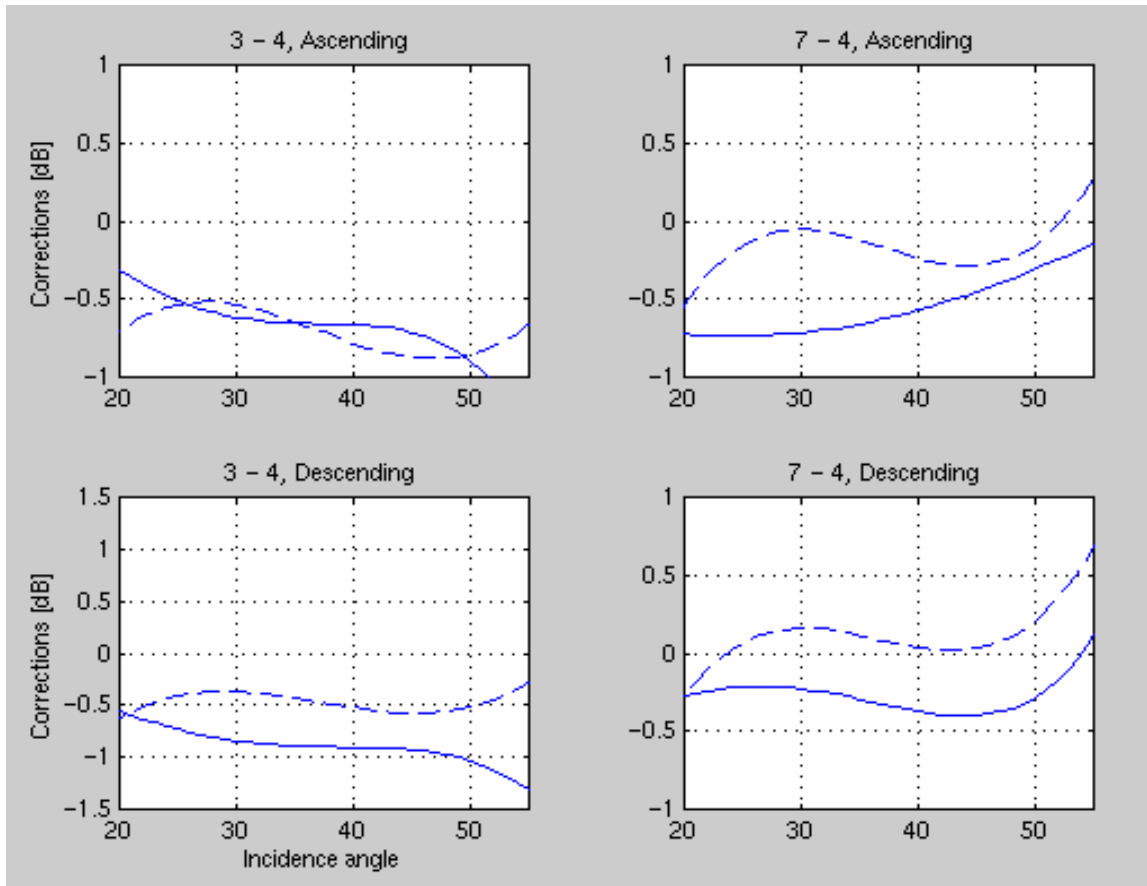 3 − 4, Ascending
1
0.5
0
−0.5
−1
20 30 40 50
Corrections [dB]
7 − 4, Ascending
1
0.5
0
−0.5
−1
20 30 40 50
3 − 4, Descending
1.5
1
0.5
0
−0.5
−1
−1.5
20 30 40 50
Corrections [dB]
Incidence angle
7 − 4, Descending
1
0.5
0
−0.5
−1
20 30 40 50